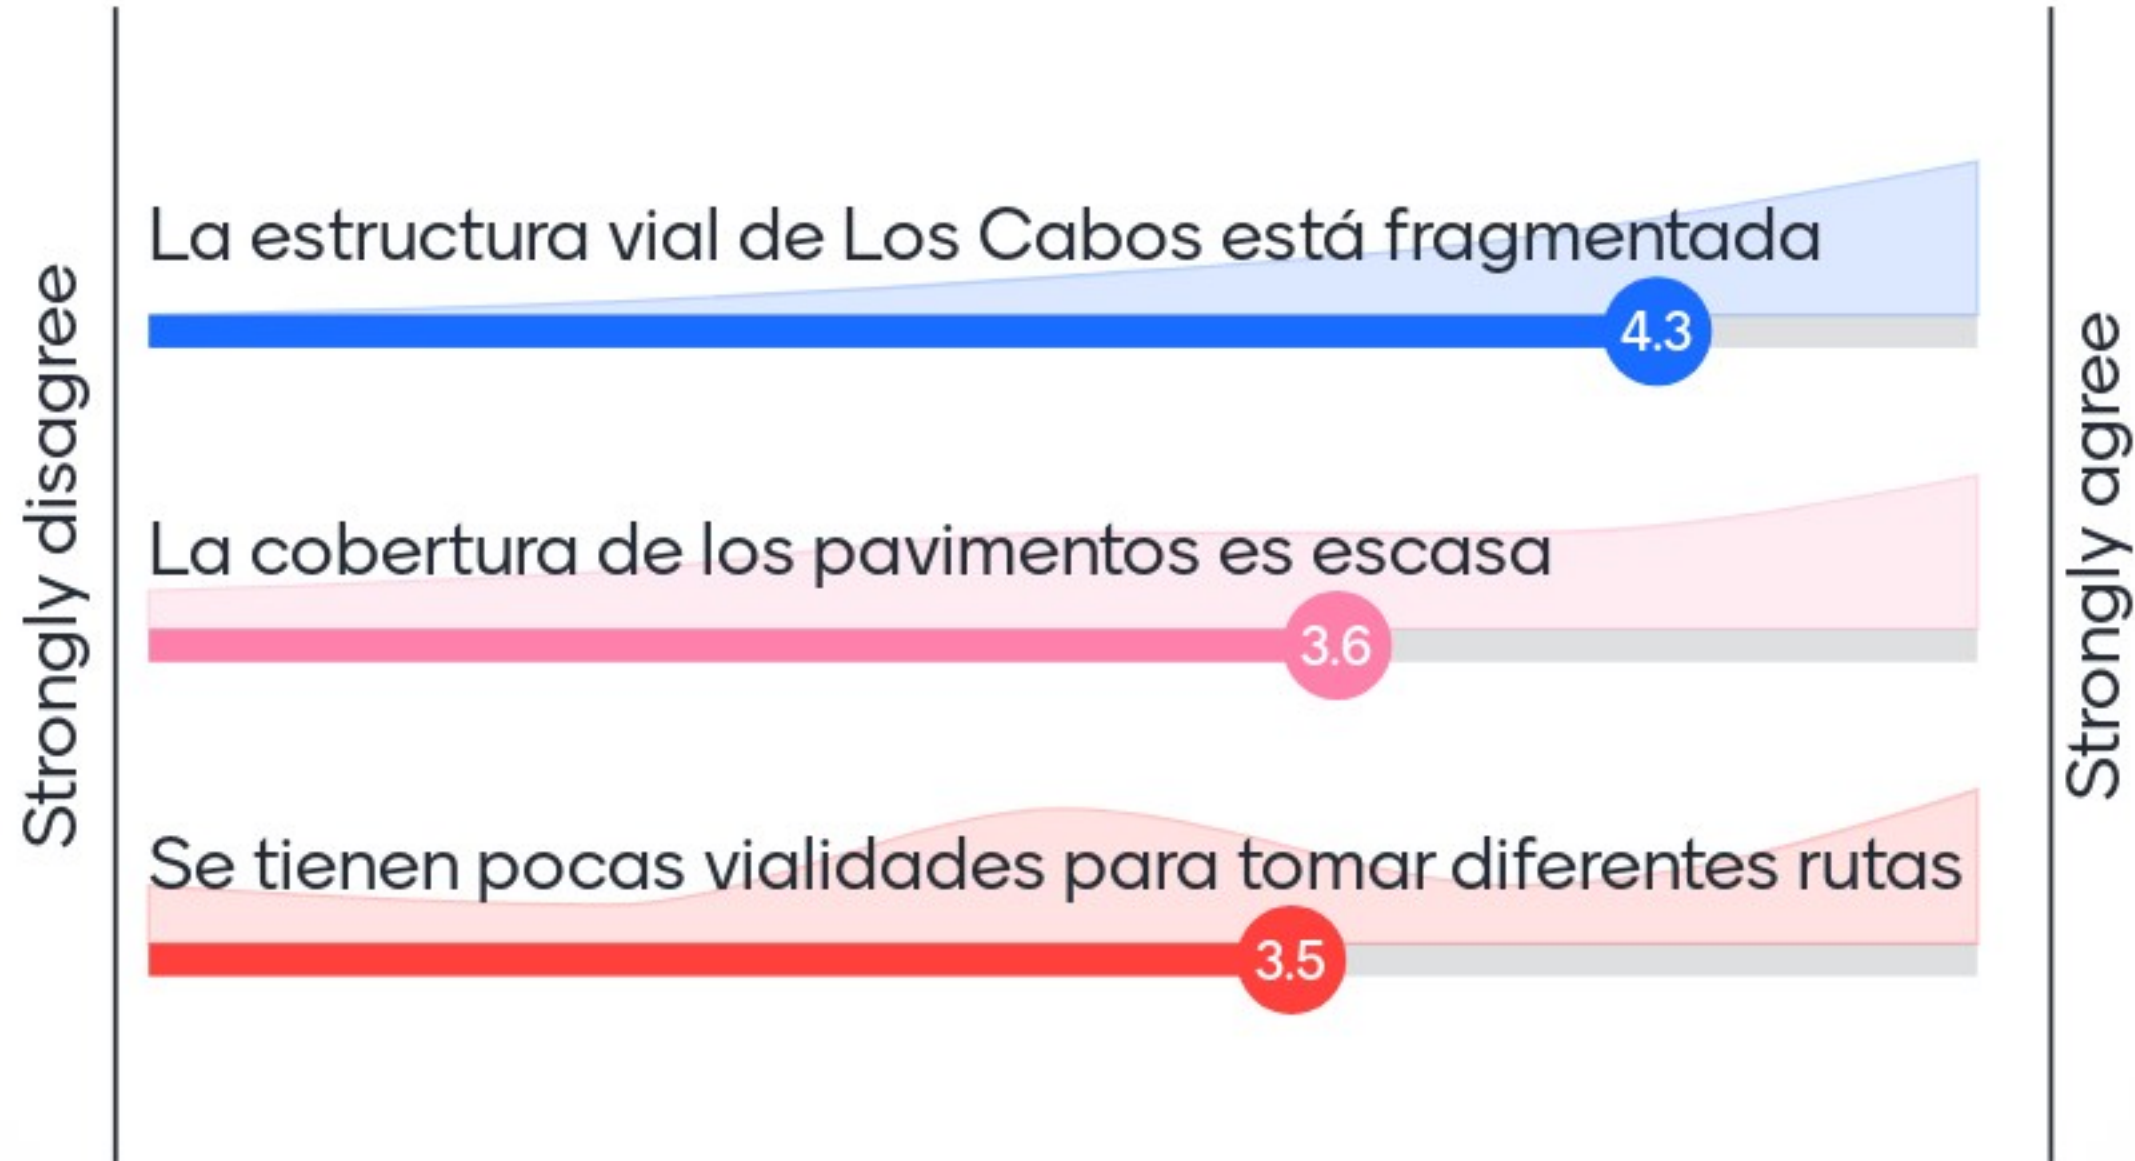 Strongly disagree
La estructura vial de Los Cabos está fragmentada
4.3
La cobertura de los pavimentos es escasa
3.6
Se tienen pocas vialidades para tomar diferentes rutas
3.5
Strongly agree